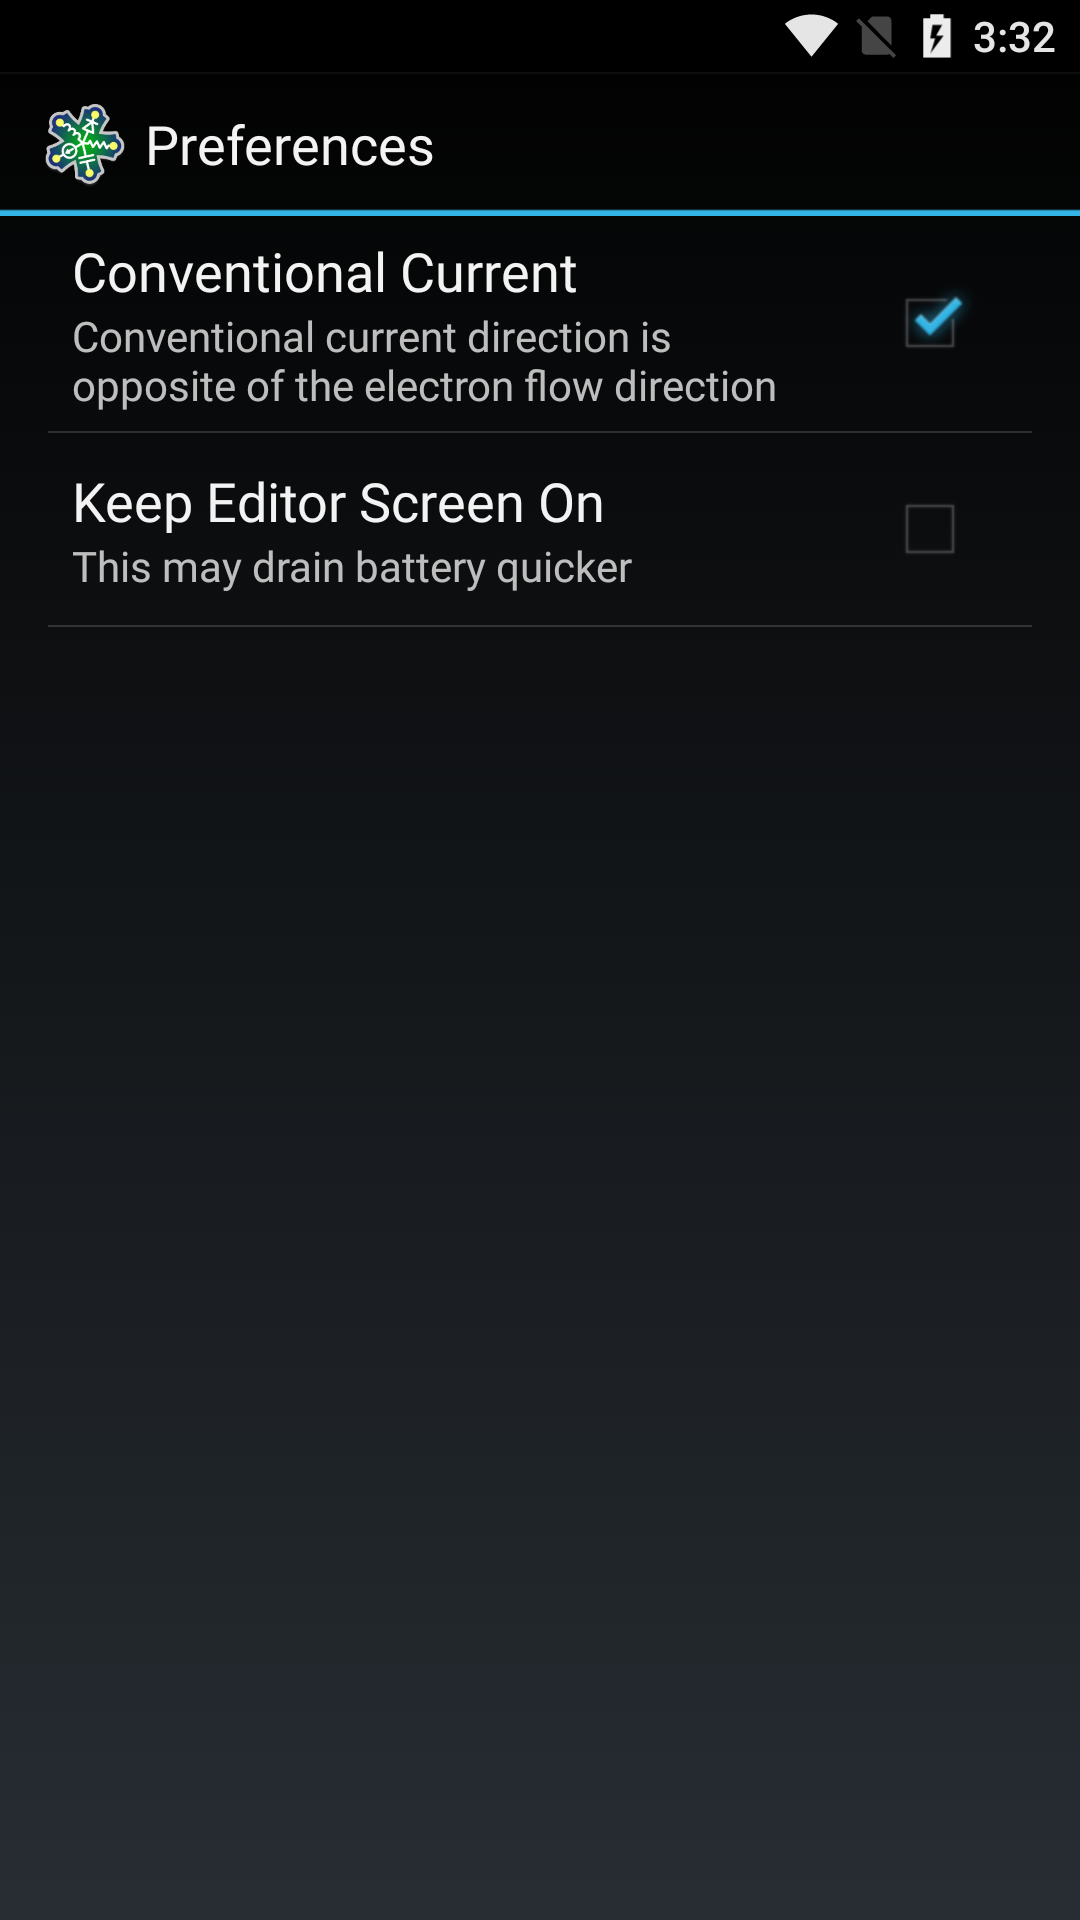 3:32
Preferences
Conventional Current
Conventional current direction is
opposite of the electron flow direction
Keep Editor Screen On
This may drain battery quicker